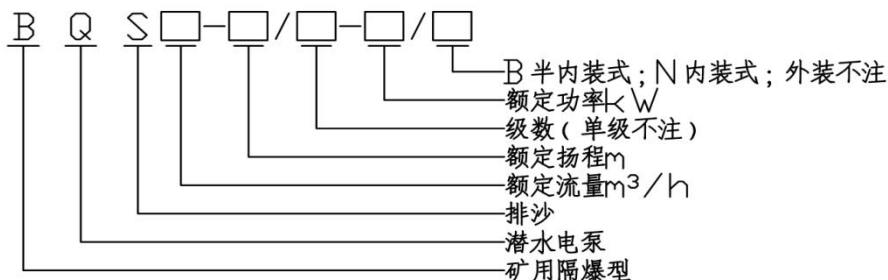 B Q S □-□/□-□/□
B 半内装式；N 内装式；外装不注
额定功率kW
级数（单级不注）
额定扬程m
额定流量m³/h
排沙
潜水电泵
矿用隔爆型